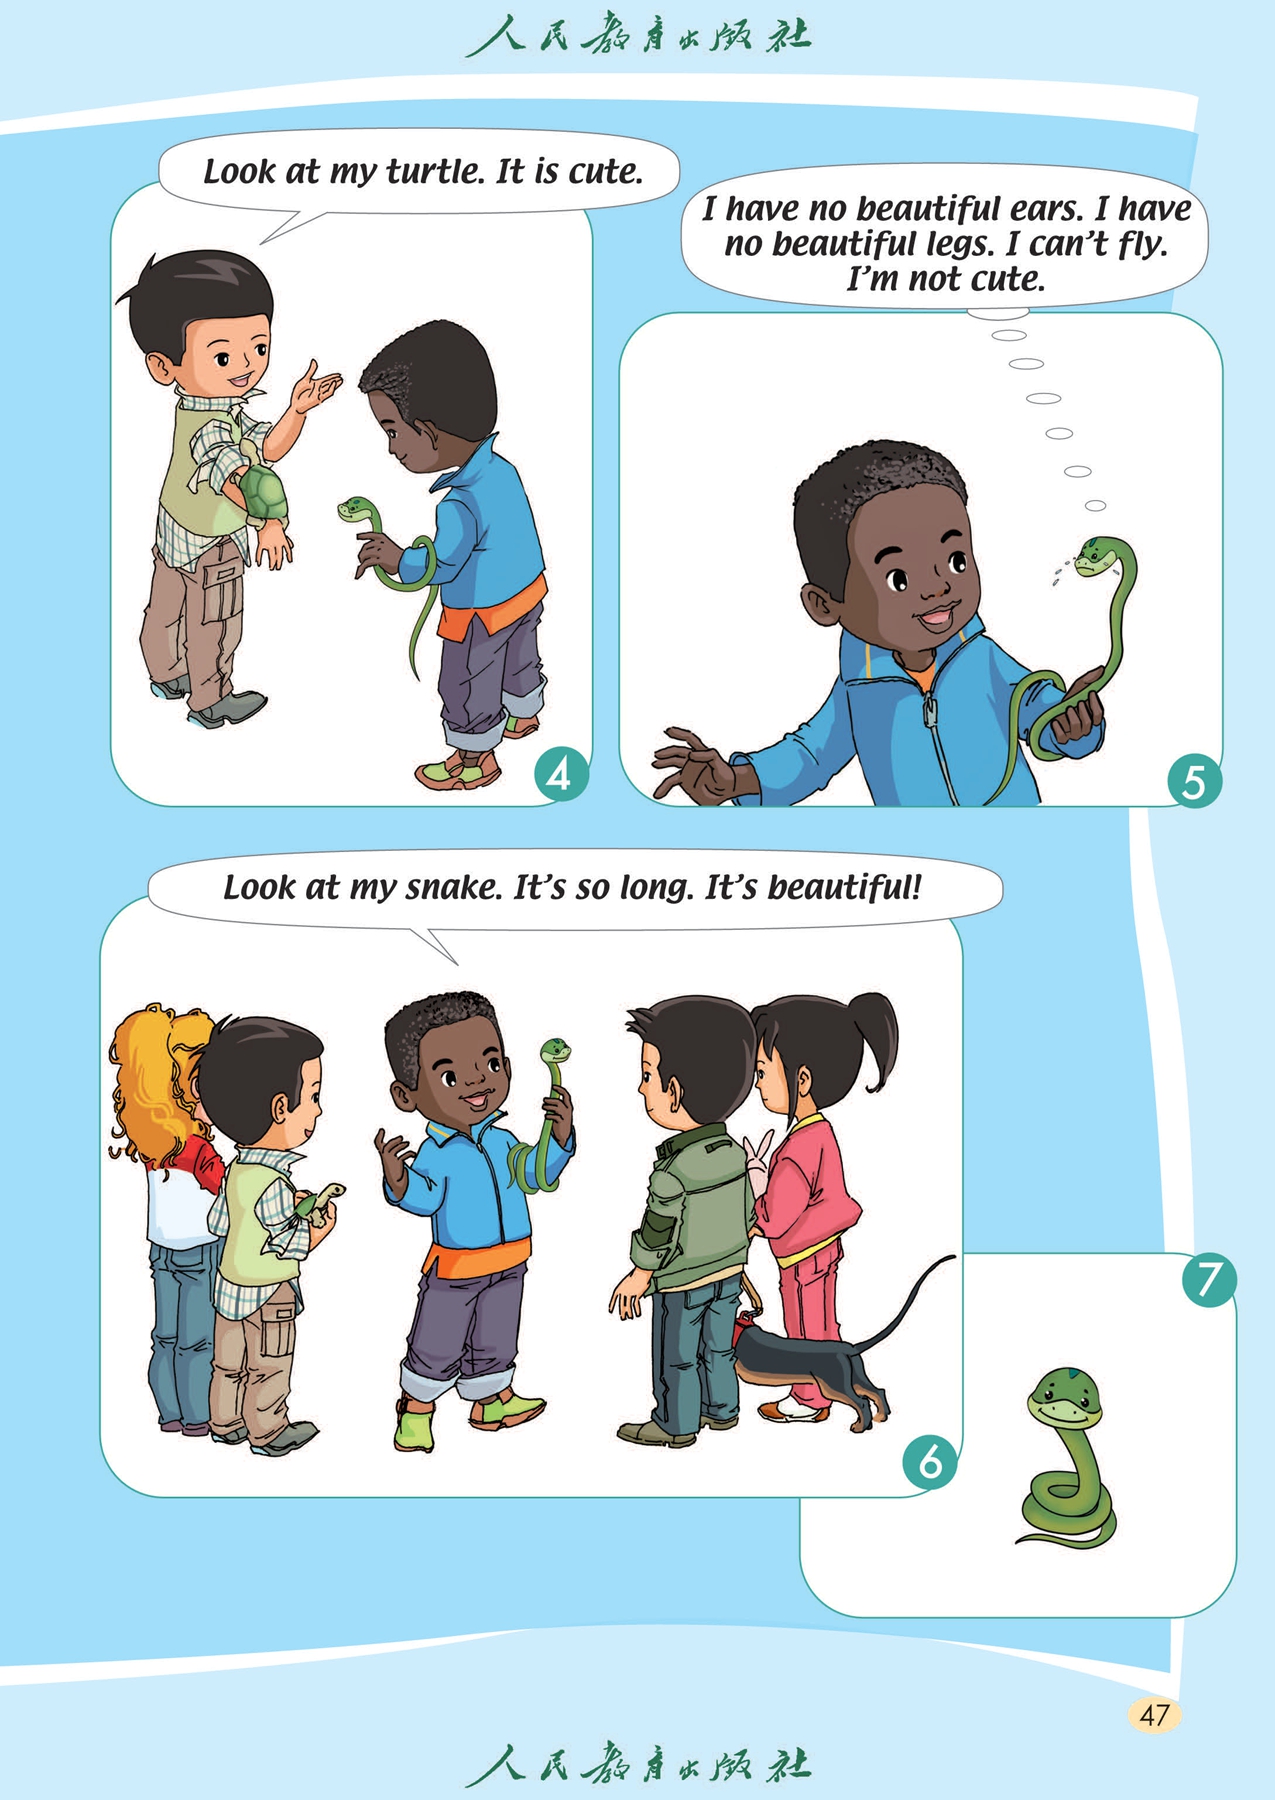 人民教育出版社
Look at my turtle. It is cute.
I have no beautiful ears. I have
no beautiful legs. I can't fly.
I'm not cute.
4
5
Look at my snake. It's so long. It's beautiful!
7
6
47
人民教育出版社